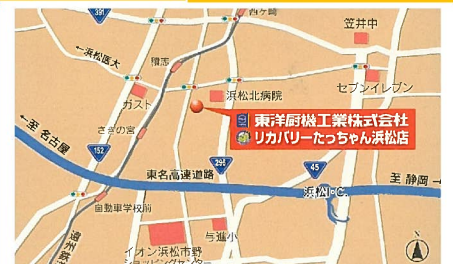 391
西ヶ崎
笠井中
←浜松医大
積志
浜松北病院
セブンイレブン
ガスト
東洋厨機工業株式会社
リカバリーたっちゃん浜松店
さぎの宮
←至 名古屋
152
東名高速道路
296
45
至 静岡→
浜松I.C.
自動車学校前
与進小
遠州鉄
イオン浜松市野
ショッピングセンター
N